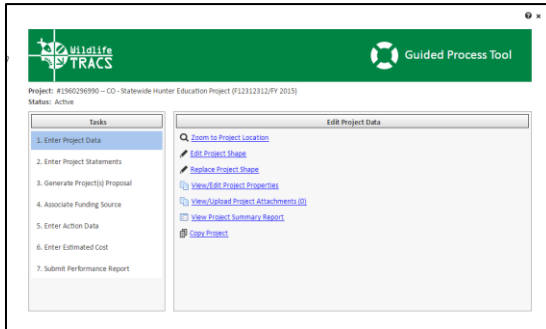 Wildlife
TRACS
Guided Process Tool
Project: #1960296990 -- CO - Statewide Hunter Education Project (F12312312/FY 2015)
Status: Active
Tasks
1. Enter Project Data
2. Enter Project Statements
3. Generate Project(s) Proposal
4. Associate Funding Source
5. Enter Action Data
6. Enter Estimated Cost
7. Submit Performance Report
Edit Project Data
Zoom to Project Location
Edit Project Shape
Replace Project Shape
View/Edit Project Properties
View/Upload Project Attachments (0)
View Project Summary Report
Copy Project